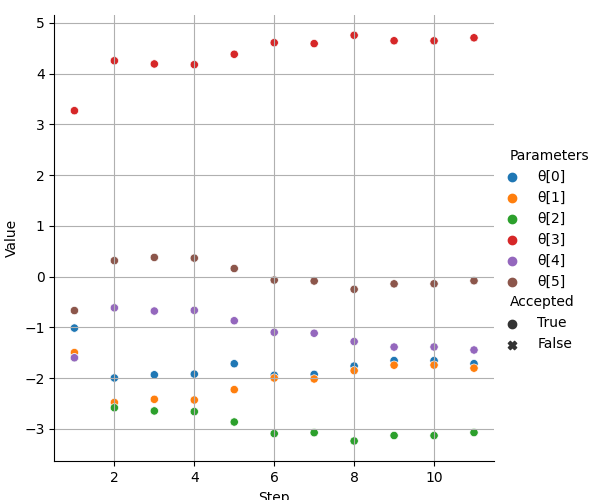 5
4
3
2
1
0
−1
−2
−3
Value
2
4
6
8
10
Step
Parameters
θ[0]
θ[1]
θ[2]
θ[3]
θ[4]
θ[5]
Accepted
True
False